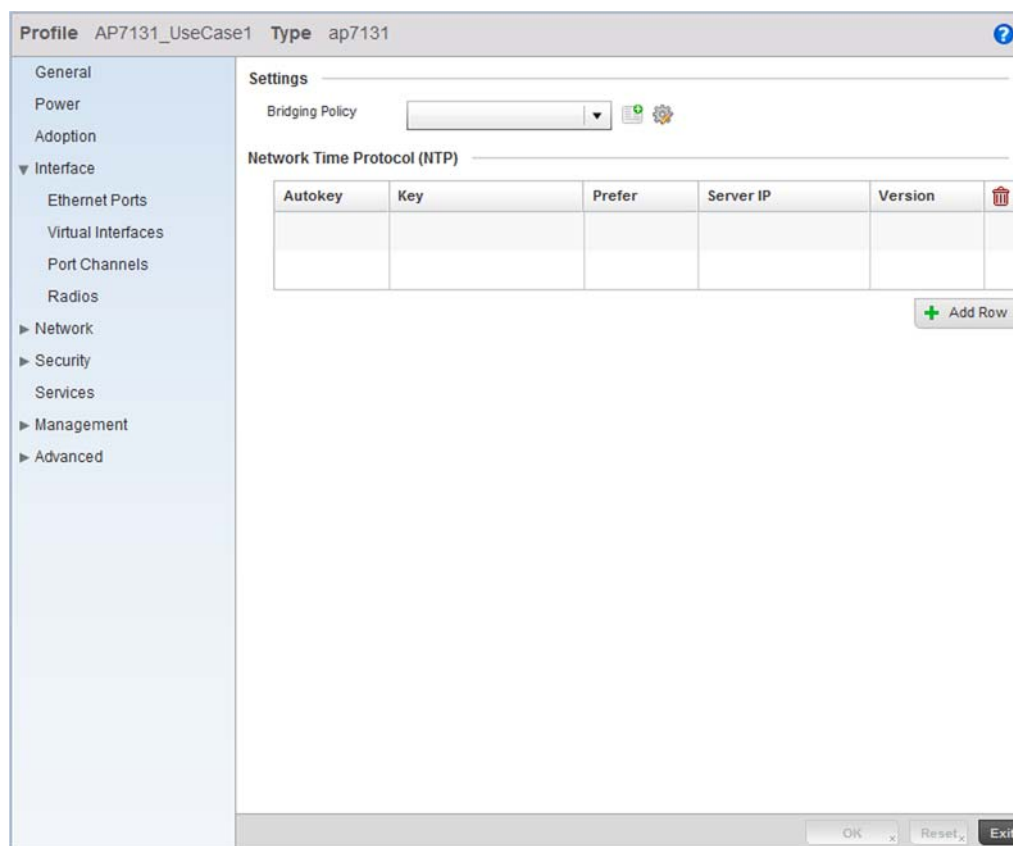 Profile AP7131_UseCase1 Type ap7131
?
General
Power
Adoption
Interface
Ethernet Ports
Virtual Interfaces
Port Channels
Radios
Network
Security
Services
Management
Advanced
Settings
Bridging Policy
Network Time Protocol (NTP)
Autokey Key Prefer Server IP Version
Add Row
OK Reset Exit